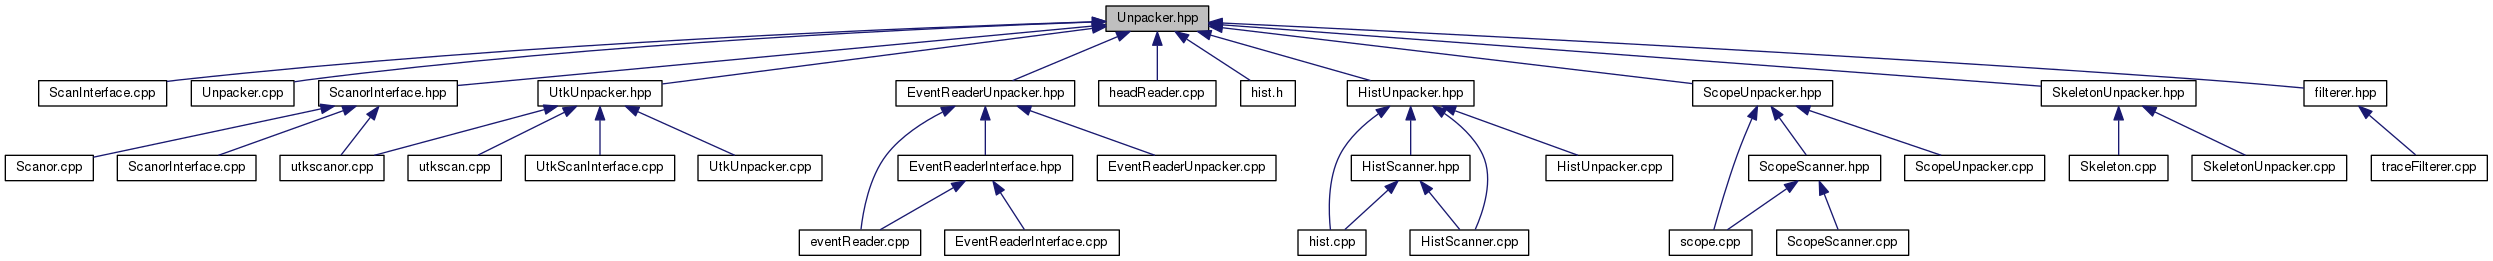 Unpacker.hpp
ScanInterface.cpp
Unpacker.cpp
ScanorInterface.hpp
UtkUnpacker.hpp
EventReaderUnpacker.hpp
headReader.cpp
hist.h
HistUnpacker.hpp
ScopeUnpacker.hpp
SkeletonUnpacker.hpp
filterer.hpp
Scanor.cpp
ScanorInterface.cpp
utkscanor.cpp
utkscan.cpp
UtkScanInterface.cpp
UtkUnpacker.cpp
EventReaderInterface.hpp
EventReaderUnpacker.cpp
HistScanner.hpp
HistUnpacker.cpp
ScopeScanner.hpp
ScopeUnpacker.cpp
Skeleton.cpp
SkeletonUnpacker.cpp
traceFilterer.cpp
eventReader.cpp
EventReaderInterface.cpp
hist.cpp
HistScanner.cpp
scope.cpp
ScopeScanner.cpp